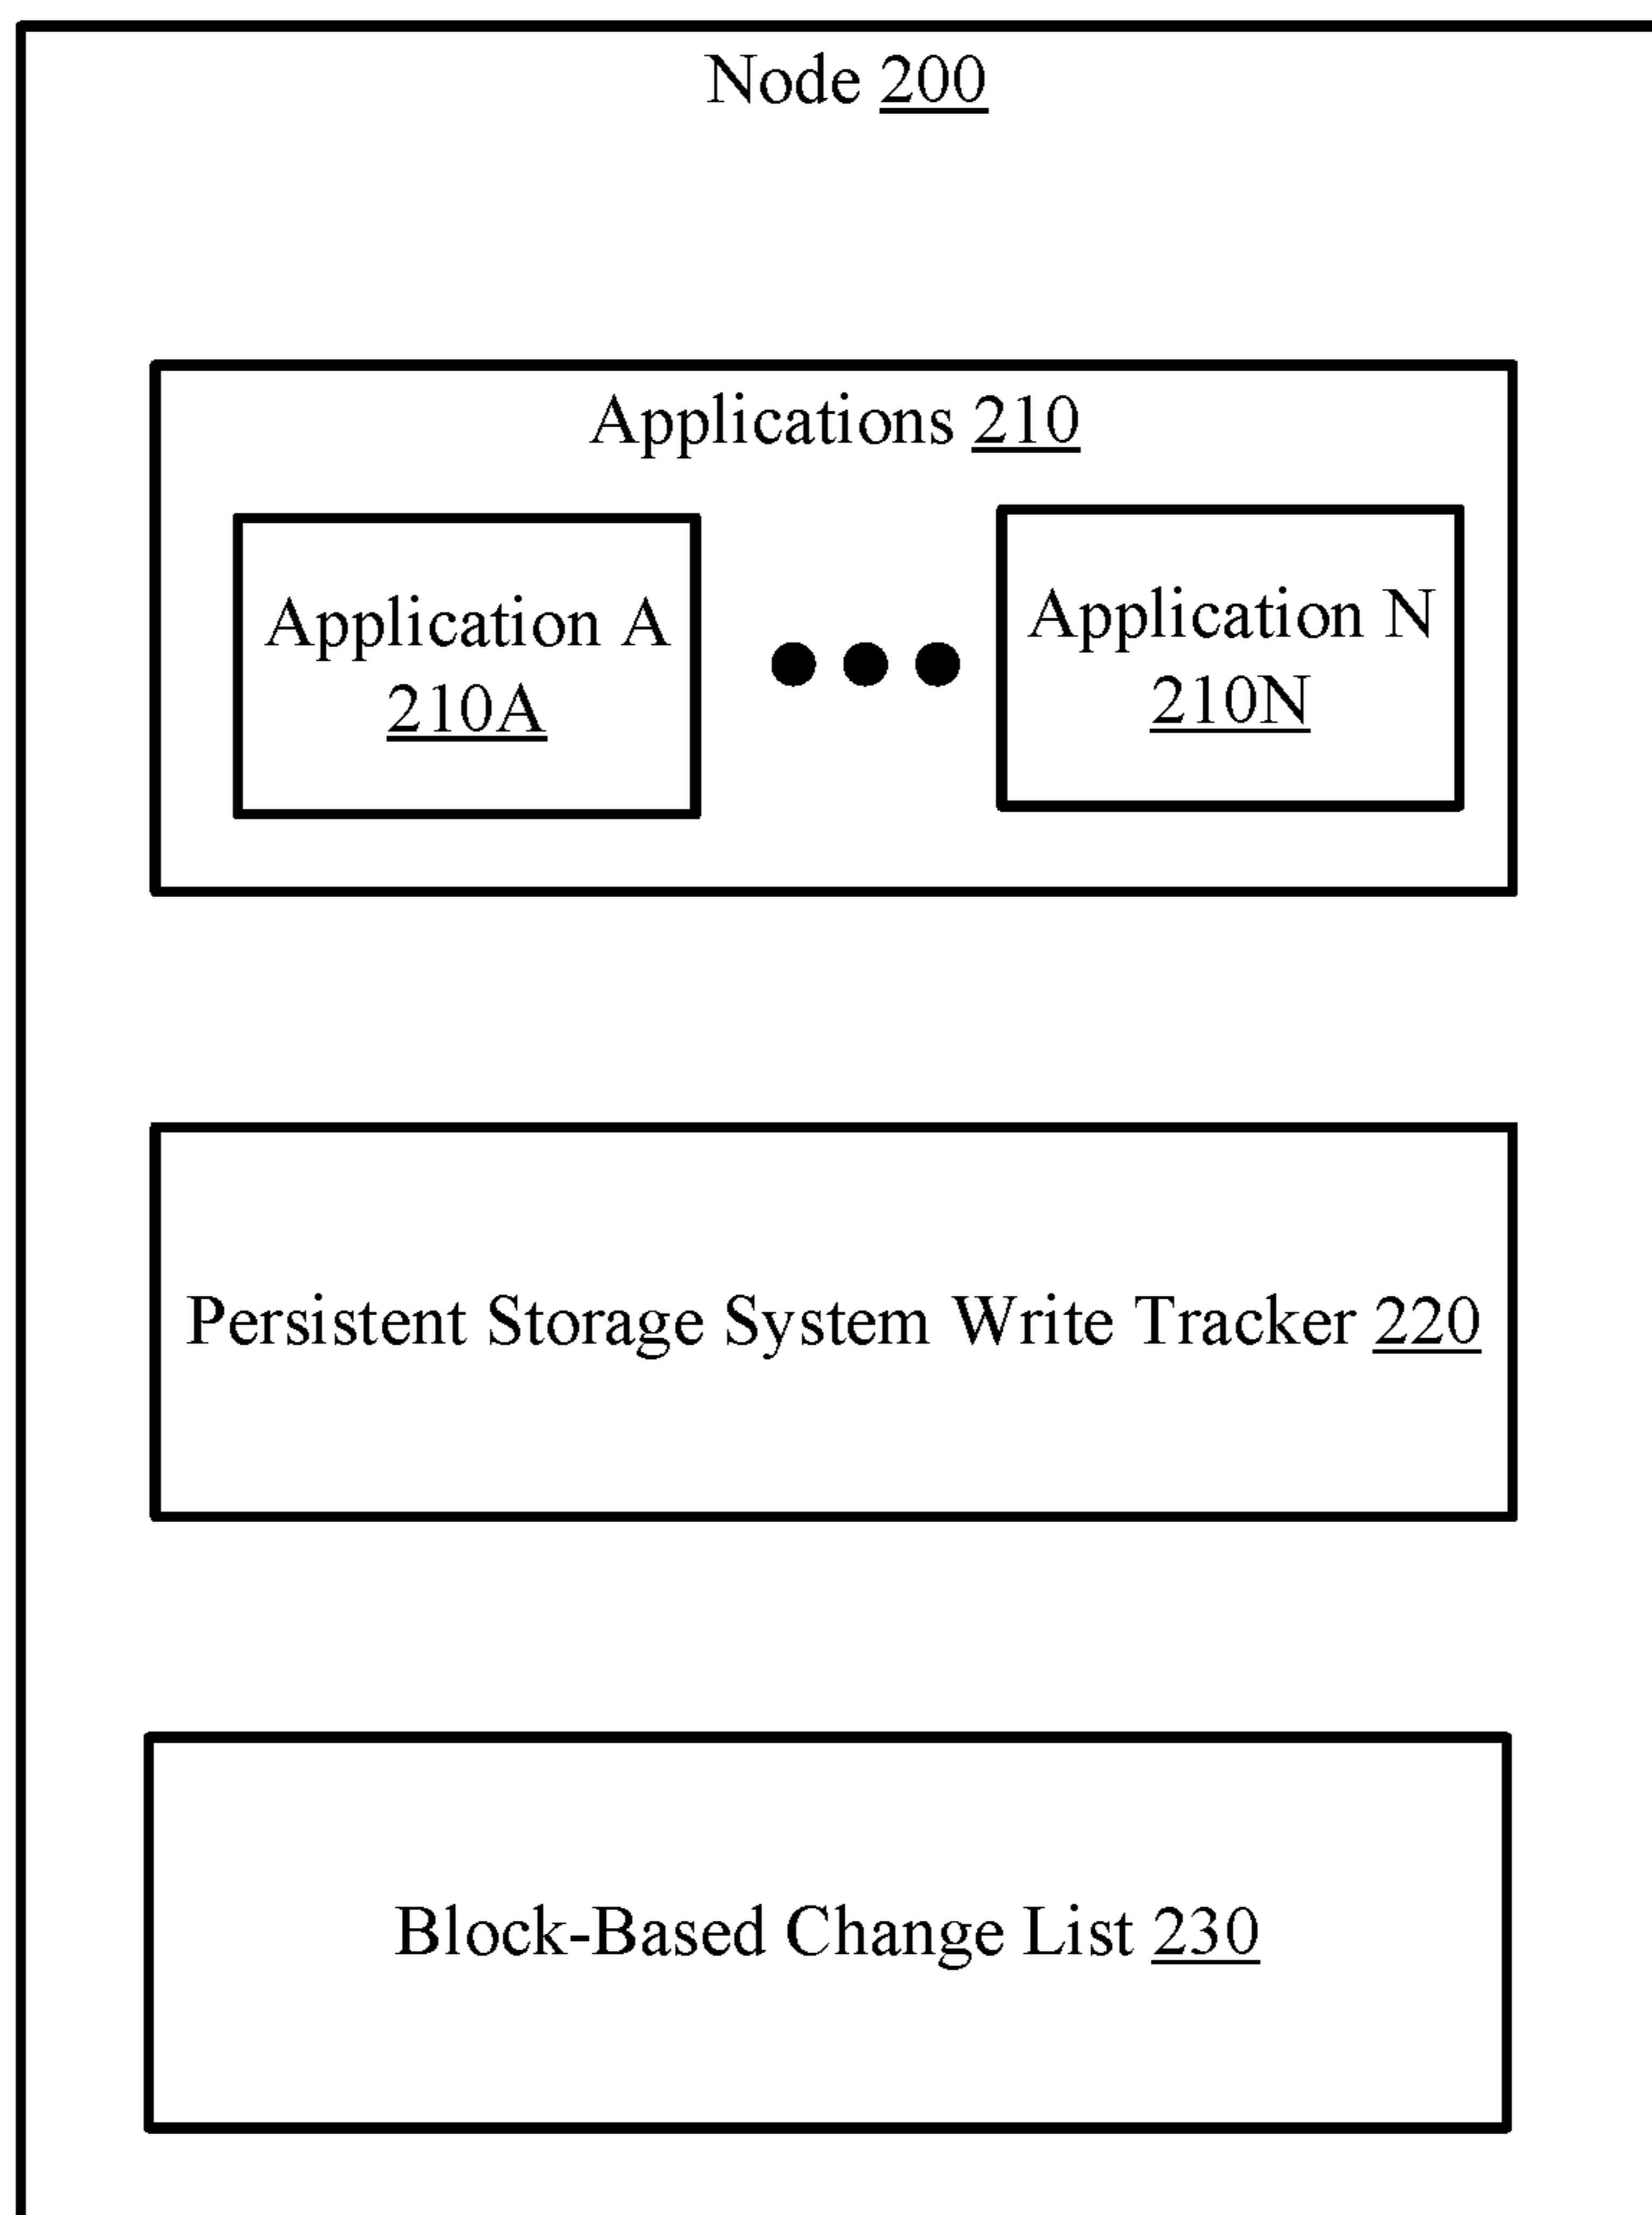 Node 200
Applications 210
Application A
210A
Application N
210N
Persistent Storage System Write Tracker 220
Block-Based Change List 230